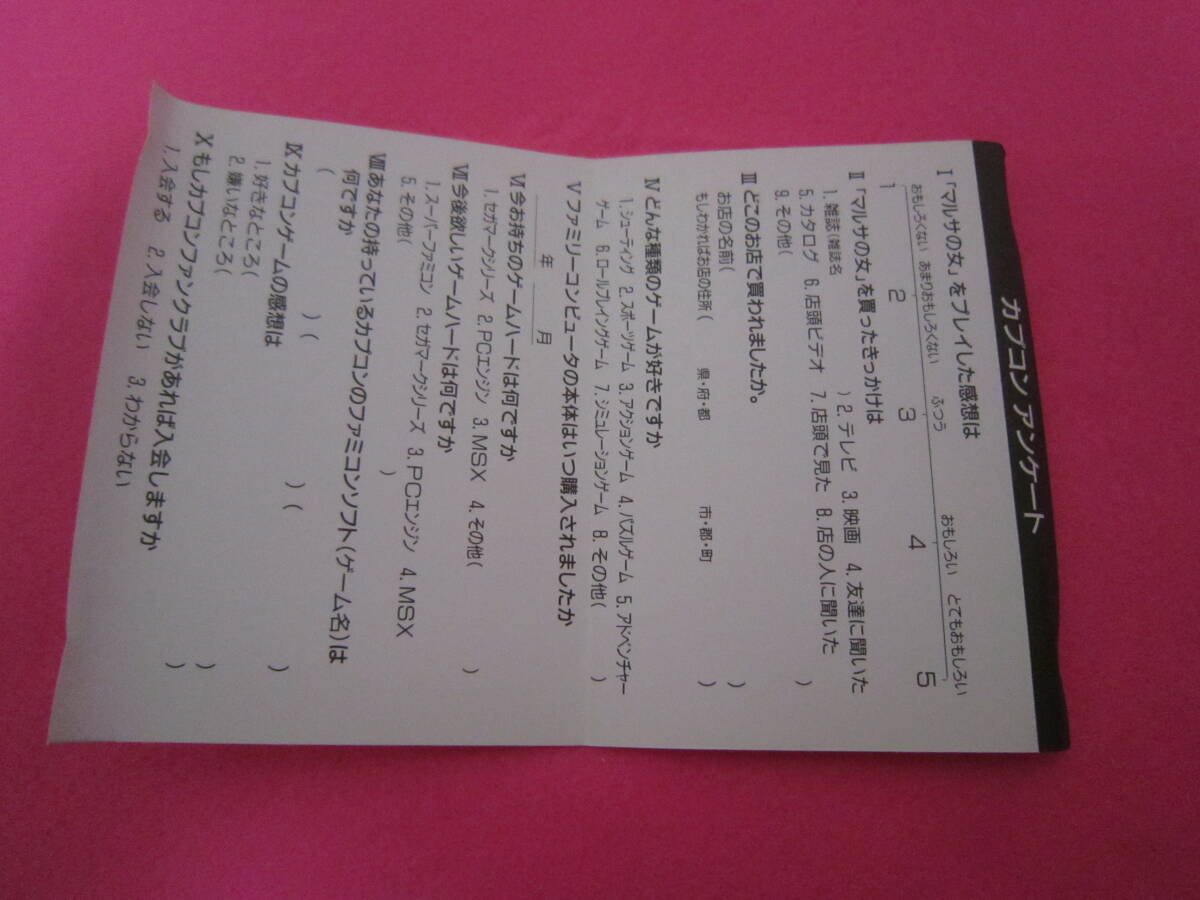 カプコン アンケート
Ⅰ「マルサの女」をプレイした感想は
おもしろくない あまりおもしろくない ふつう おもしろい とてもおもしろい
1 2 3 4 5
Ⅱ「マルサの女」を買ったきっかけは
1. 雑誌(雑誌名 )2. テレビ 3. 映画 4. 友達に聞いた
5. カタログ 6. 店頭ビデオ 7. 店頭で見た 8. 店の人に聞いた
9. その他( )
Ⅲ どこのお店で買われましたか。
お店の名前( )
もしわかればお店の住所( 県・府・都 市・郡・町 )
Ⅳ どんな種類のゲームが好きですか
1. シューティング 2. スポーツゲーム 3. アクションゲーム 4. パズルゲーム 5. アドベンチャー
ゲーム 6. ロールプレイングゲーム 7. シミュレーションゲーム 8. その他( )
Ⅴ ファミリーコンピュータの本体はいつ購入されましたか
年 月
Ⅵ 今お持ちのゲームハードは何ですか
1. セガマークシリーズ 2. PCエンジン 3. MSX 4. その他( )
Ⅶ 今後欲しいゲームハードは何ですか
1. スーパーファミコン 2. セガマークシリーズ 3. PCエンジン 4. MSX
5. その他( )
Ⅷ あなたの持っているカプコンのファミコンソフト(ゲーム名)は
何ですか
( )( )( )
Ⅸ カプコンゲームの感想は
1. 好きなところ( )
2. 嫌いなところ( )
Ⅹ もしカプコンファンクラブがあれば入会しますか
1. 入会する 2. 入会しない 3. わからない